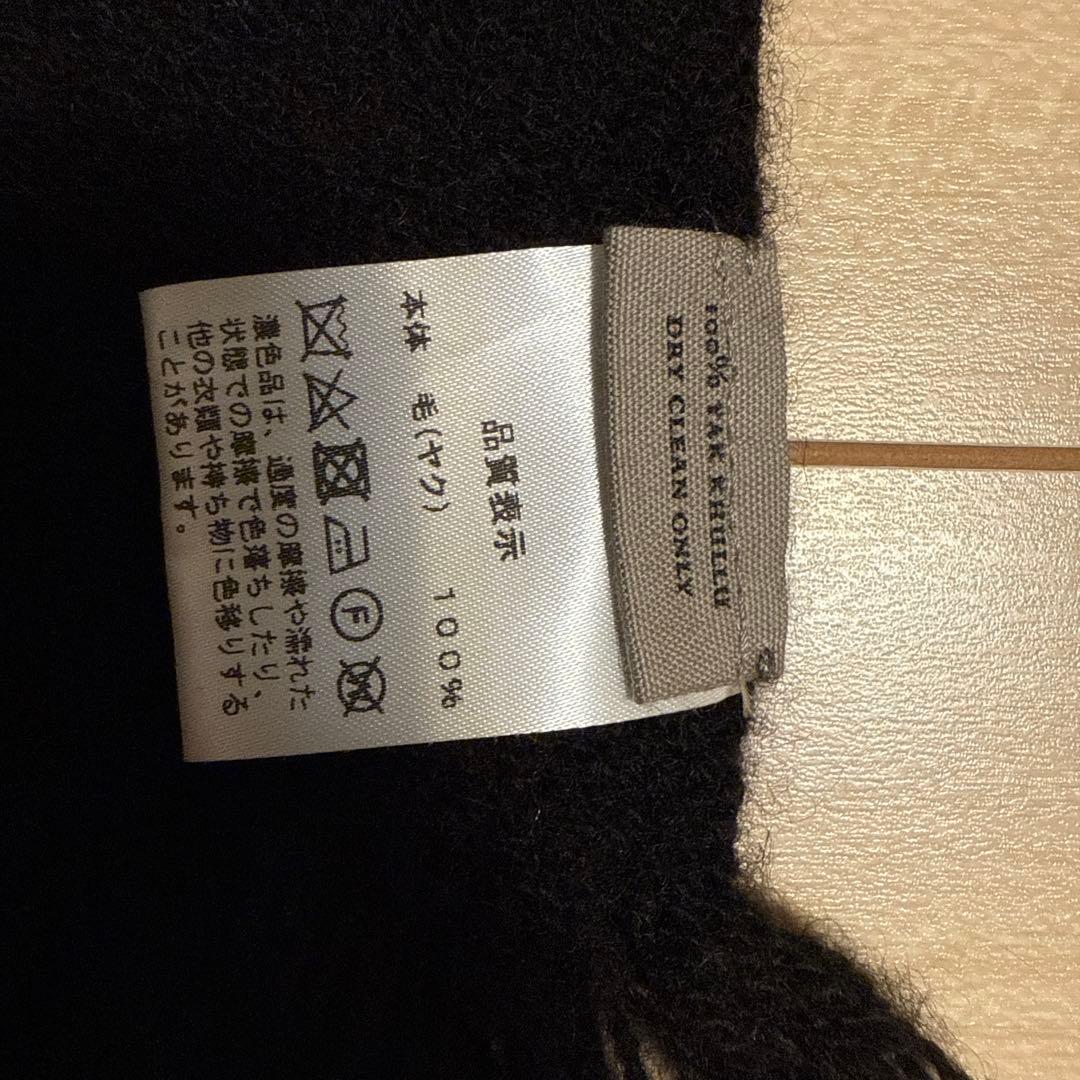 100% YAK KHULLU
DRY CLEAN ONLY
品質表示
本体 毛(ヤク) 100%
F W
濃色品は、過度の摩擦や濡れた
状態での摩擦で色落ちしたり、
他の衣類や持ち物に色移りする
ことがあります。